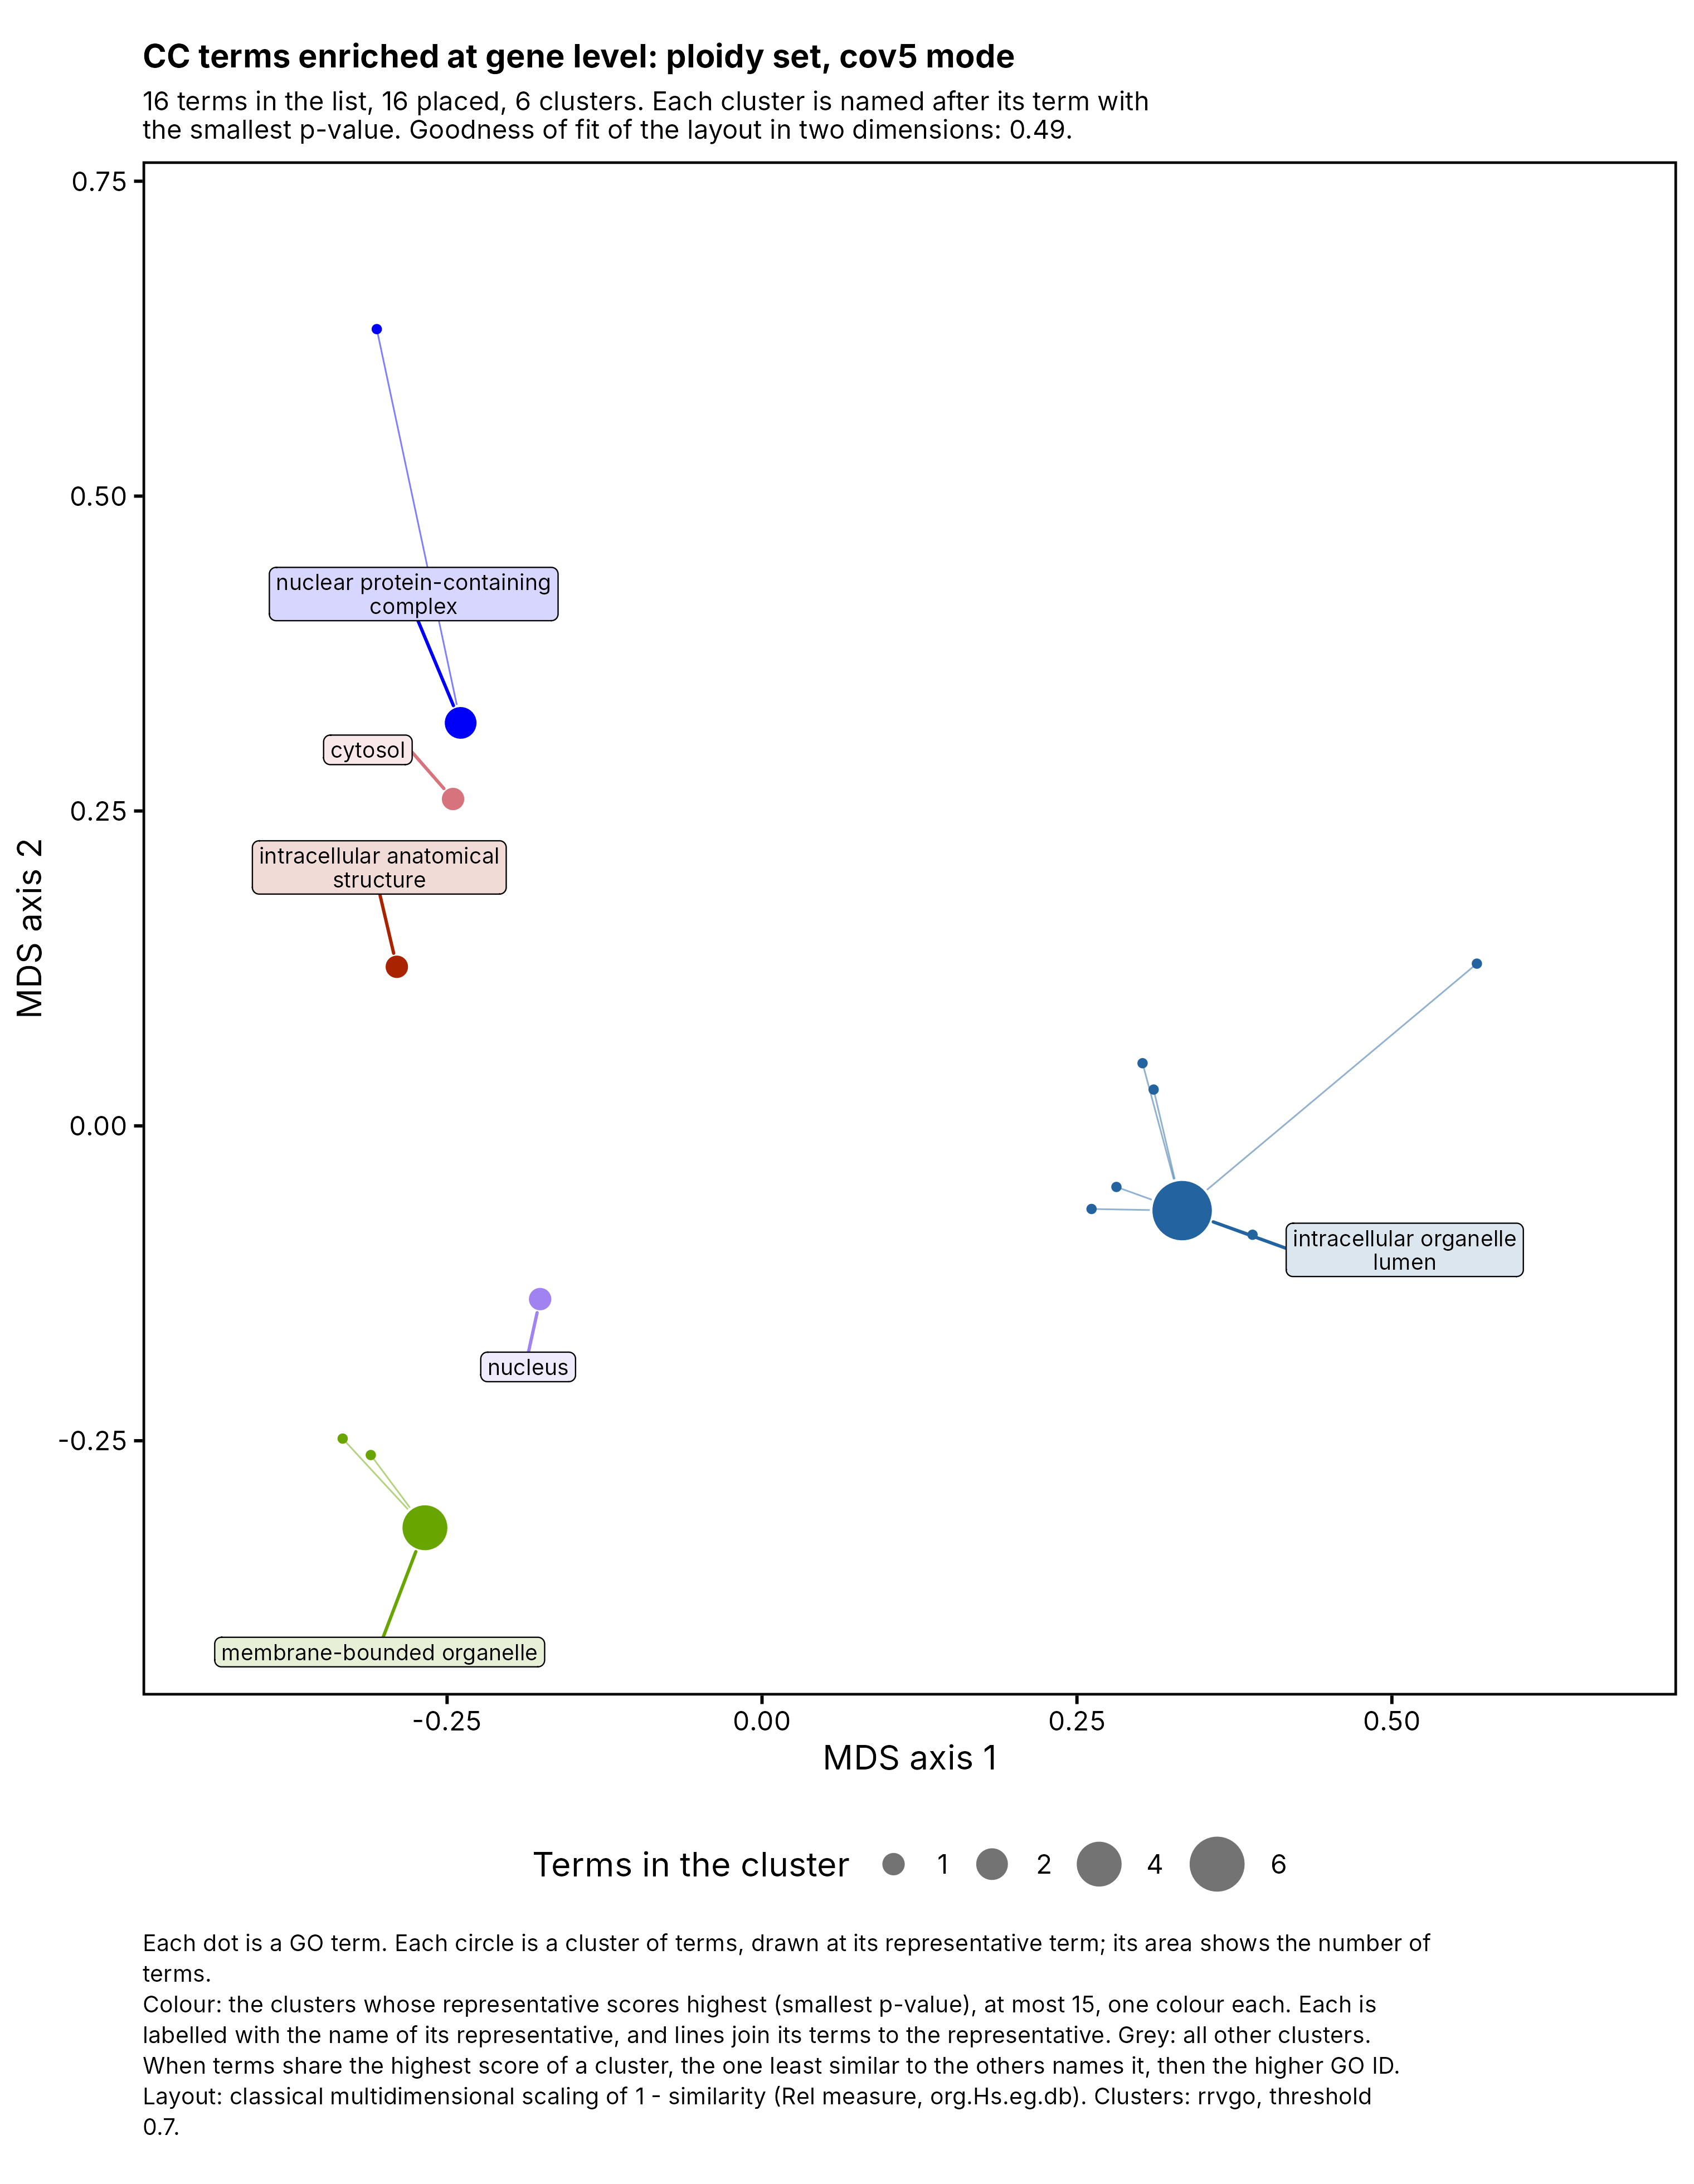 CC terms enriched at gene level: ploidy set, cov5 mode
16 terms in the list, 16 placed, 6 clusters. Each cluster is named after its term with
the smallest p-value. Goodness of fit of the layout in two dimensions: 0.49.
0.75
0.50
0.25
0.00
-0.25
MDS axis 2
nuclear protein-containing
complex
cytosol
intracellular anatomical
structure
intracellular organelle
lumen
nucleus
membrane-bounded organelle
-0.25
0.00
0.25
0.50
MDS axis 1
Terms in the cluster 1 2 4 6
Each dot is a GO term. Each circle is a cluster of terms, drawn at its representative term; its area shows the number of
terms.
Colour: the clusters whose representative scores highest (smallest p-value), at most 15, one colour each. Each is
labelled with the name of its representative, and lines join its terms to the representative. Grey: all other clusters.
When terms share the highest score of a cluster, the one least similar to the others names it, then the higher GO ID.
Layout: classical multidimensional scaling of 1 - similarity (Rel measure, org.Hs.eg.db). Clusters: rrvgo, threshold
0.7.